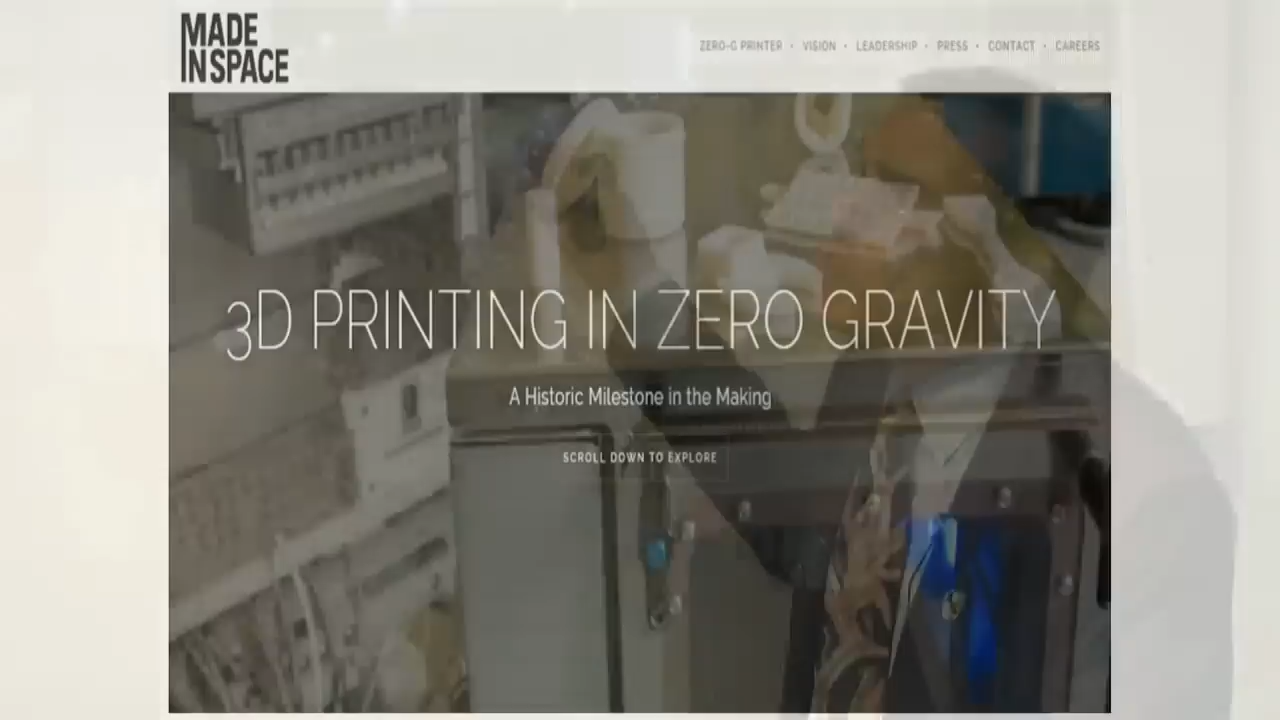 MADE
IN SPACE
ZERO-G PRINTER • VISION • LEADERSHIP • PRESS • CONTACT • CAREERS
3D PRINTING IN ZERO GRAVITY
A Historic Milestone in the Making
SCROLL DOWN TO EXPLORE